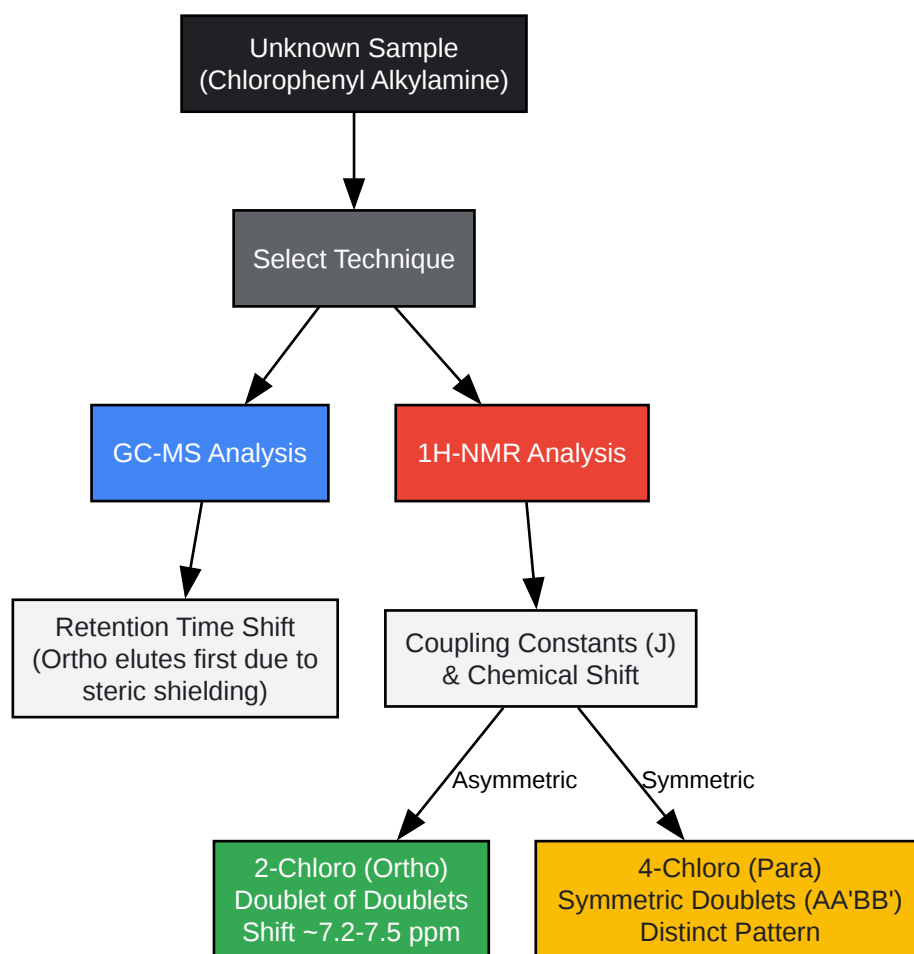 Unknown Sample
(Chlorophenyl Alkylamine)
Select Technique
GC-MS Analysis
1H-NMR Analysis
Retention Time Shift
(Ortho elutes first due to
steric shielding)
Coupling Constants (J)
& Chemical Shift
Asymmetric
Symmetric
2-Chloro (Ortho)
Doublet of Doublets
Shift ~7.2-7.5 ppm
4-Chloro (Para)
Symmetric Doublets (AA'BB')
Distinct Pattern